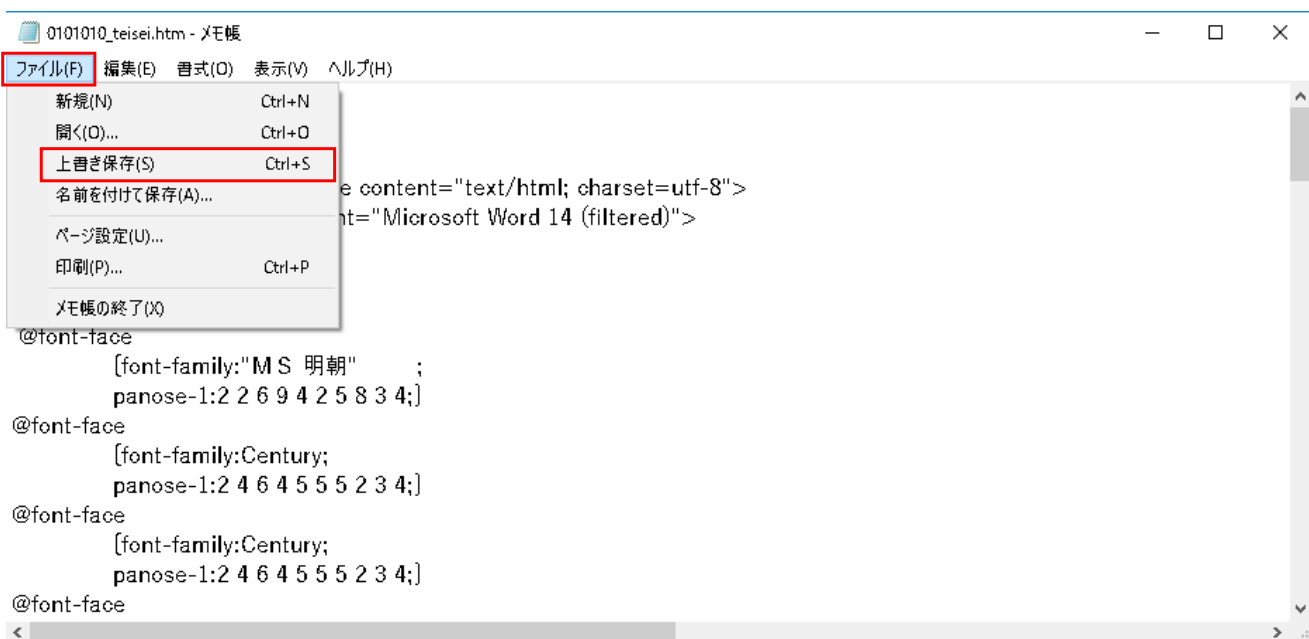 0101010_teisei.htm - メモ帳
ファイル(F) 編集(E) 書式(O) 表示(V) ヘルプ(H)
新規(N) Ctrl+N
開く(O)... Ctrl+O
上書き保存(S) Ctrl+S
名前を付けて保存(A)...
ページ設定(U)...
印刷(P)... Ctrl+P
メモ帳の終了(X)
e content="text/html; charset=utf-8">
nt="Microsoft Word 14 (filtered)">
@font-face
{font-family:"ＭＳ 明朝" ;
panose-1:2 2 6 9 4 2 5 8 3 4;}
@font-face
{font-family:Century;
panose-1:2 4 6 4 5 5 5 2 3 4;}
@font-face
{font-family:Century;
panose-1:2 4 6 4 5 5 5 2 3 4;}
@font-face